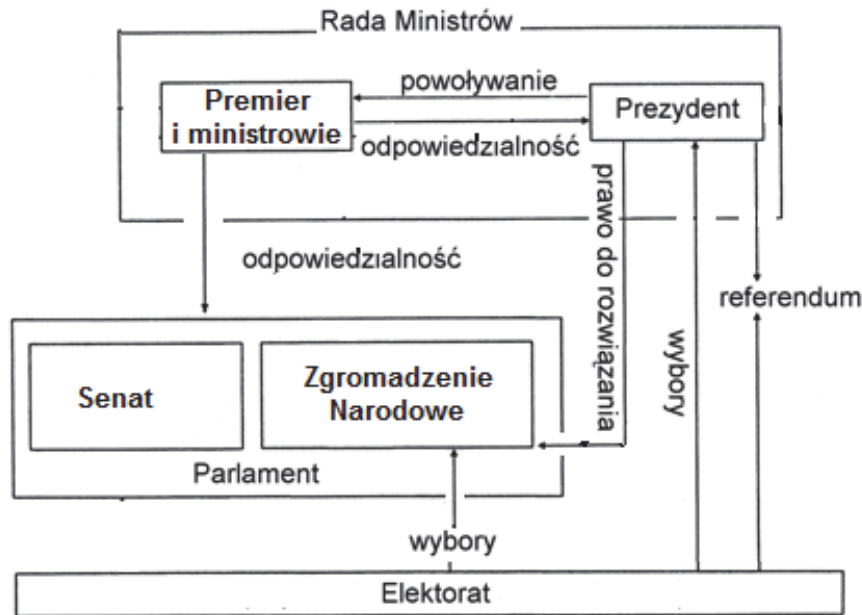 Rada Ministrów
Premier
i ministrowie
powoływanie
Prezydent
odpowiedzialność
odpowiedzialność
prawo do rozwiązania
wybory
referendum
Senat
Zgromadzenie
Narodowe
Parlament
wybory
Elektorat